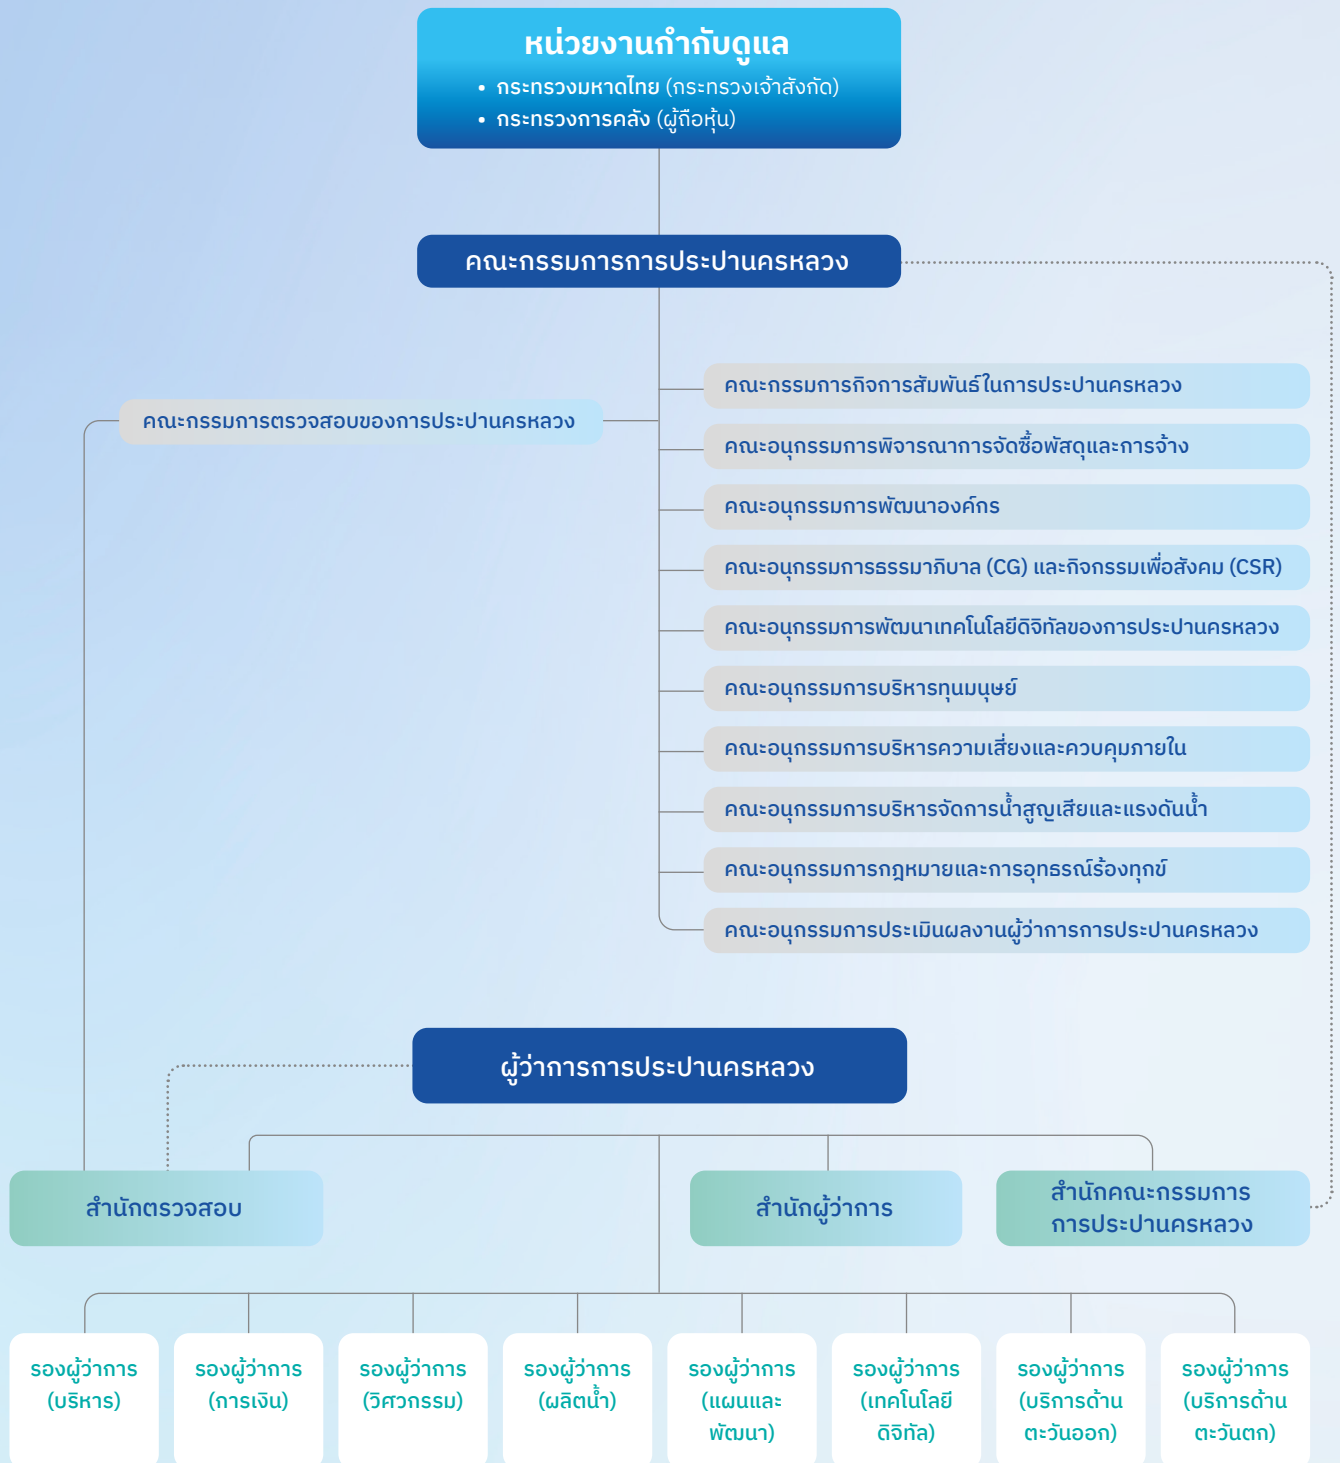 หน่วยงานกำกับดูแล
• กระทรวงมหาดไทย (กระทรวงเจ้าสังกัด)
• กระทรวงการคลัง (ผู้ถือหุ้น)
คณะกรรมการการประปานครหลวง
คณะกรรมการตรวจสอบของการประปานครหลวง
คณะกรรมการกิจการสัมพันธ์ในการประปานครหลวง
คณะอนุกรรมการพิจารณาการจัดซื้อพัสดุและการจ้าง
คณะอนุกรรมการพัฒนาองค์กร
คณะอนุกรรมการธรรมาภิบาล (CG) และกิจกรรมเพื่อสังคม (CSR)
คณะอนุกรรมการพัฒนาเทคโนโลยีดิจิทัลของการประปานครหลวง
คณะอนุกรรมการบริหารทุนมนุษย์
คณะอนุกรรมการบริหารความเสี่ยงและควบคุมภายใน
คณะอนุกรรมการบริหารจัดการน้ำสูญเสียและแรงดันน้ำ
คณะอนุกรรมการกฎหมายและการอุทธรณ์ร้องทุกข์
คณะอนุกรรมการประเมินผลงานผู้ว่าการการประปานครหลวง
ผู้ว่าการการประปานครหลวง
สำนักตรวจสอบ
สำนักผู้ว่าการ
สำนักคณะกรรมการ
การประปานครหลวง
รองผู้ว่าการ
(บริหาร)
รองผู้ว่าการ
(การเงิน)
รองผู้ว่าการ
(วิศวกรรม)
รองผู้ว่าการ
(ผลิตน้ำ)
รองผู้ว่าการ
(แผนและ
พัฒนา)
รองผู้ว่าการ
(เทคโนโลยี
ดิจิทัล)
รองผู้ว่าการ
(บริการด้าน
ตะวันออก)
รองผู้ว่าการ
(บริการด้าน
ตะวันตก)